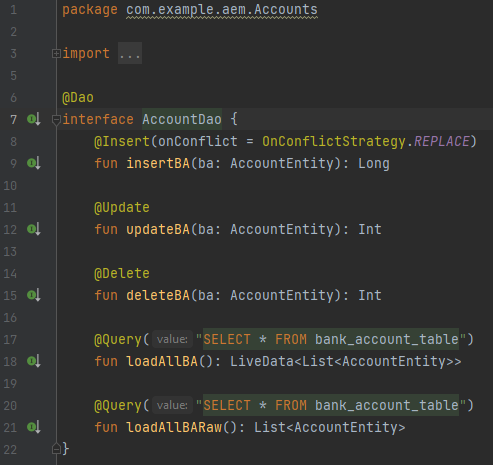 1 package com.example.aem.Accounts
2
3 import ...
5
6 @Dao
7 interface AccountDao {
8 @Insert(onConflict = OnConflictStrategy.REPLACE)
9 fun insertBA(ba: AccountEntity): Long
10
11 @Update
12 fun updateBA(ba: AccountEntity): Int
13
14 @Delete
15 fun deleteBA(ba: AccountEntity): Int
16
17 @Query( value: "SELECT * FROM bank_account_table")
18 fun loadAllBA(): LiveData<List<AccountEntity>>
19
20 @Query( value: "SELECT * FROM bank_account_table")
21 fun loadAllBARaw(): List<AccountEntity>
22 }